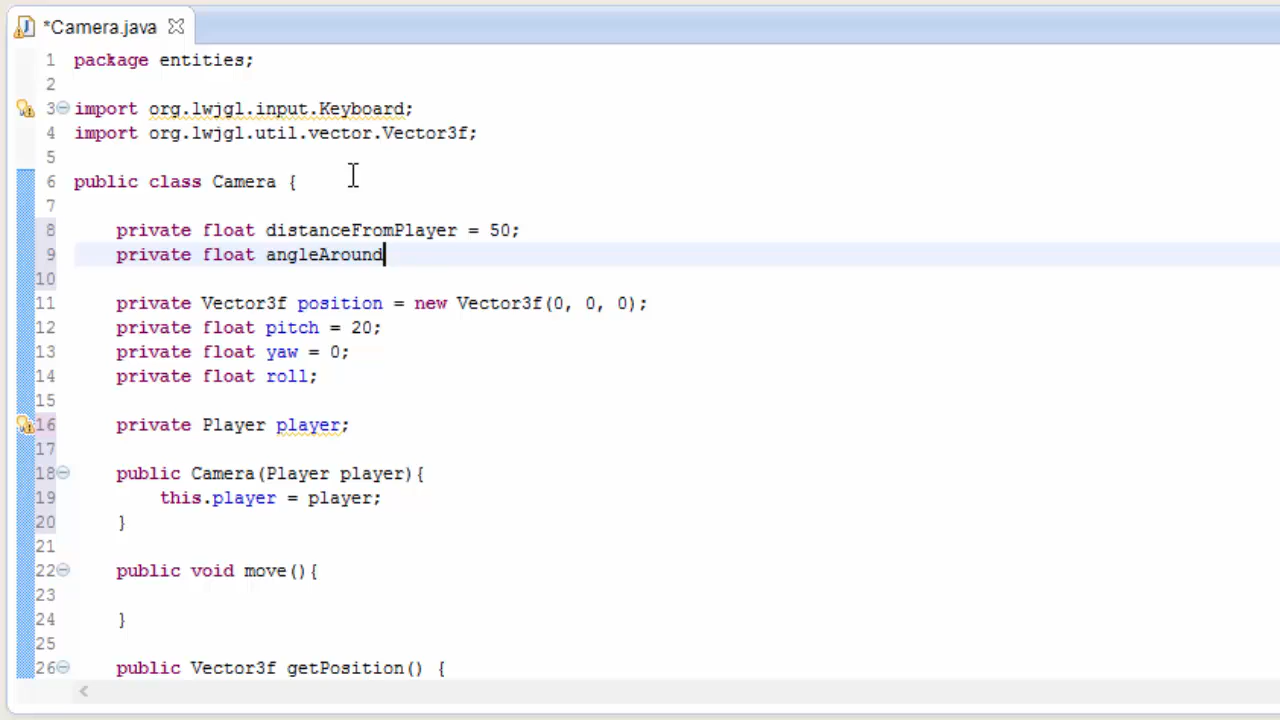 *Camera.java
1 package entities;
2
3 import org.lwjgl.input.Keyboard;
4 import org.lwjgl.util.vector.Vector3f;
5
6 public class Camera {
7
8 private float distanceFromPlayer = 50;
9 private float angleAround
10
11 private Vector3f position = new Vector3f(0, 0, 0);
12 private float pitch = 20;
13 private float yaw = 0;
14 private float roll;
15
16 private Player player;
17
18 public Camera(Player player){
19 this.player = player;
20 }
21
22 public void move(){
23
24 }
25
26 public Vector3f getPosition() {